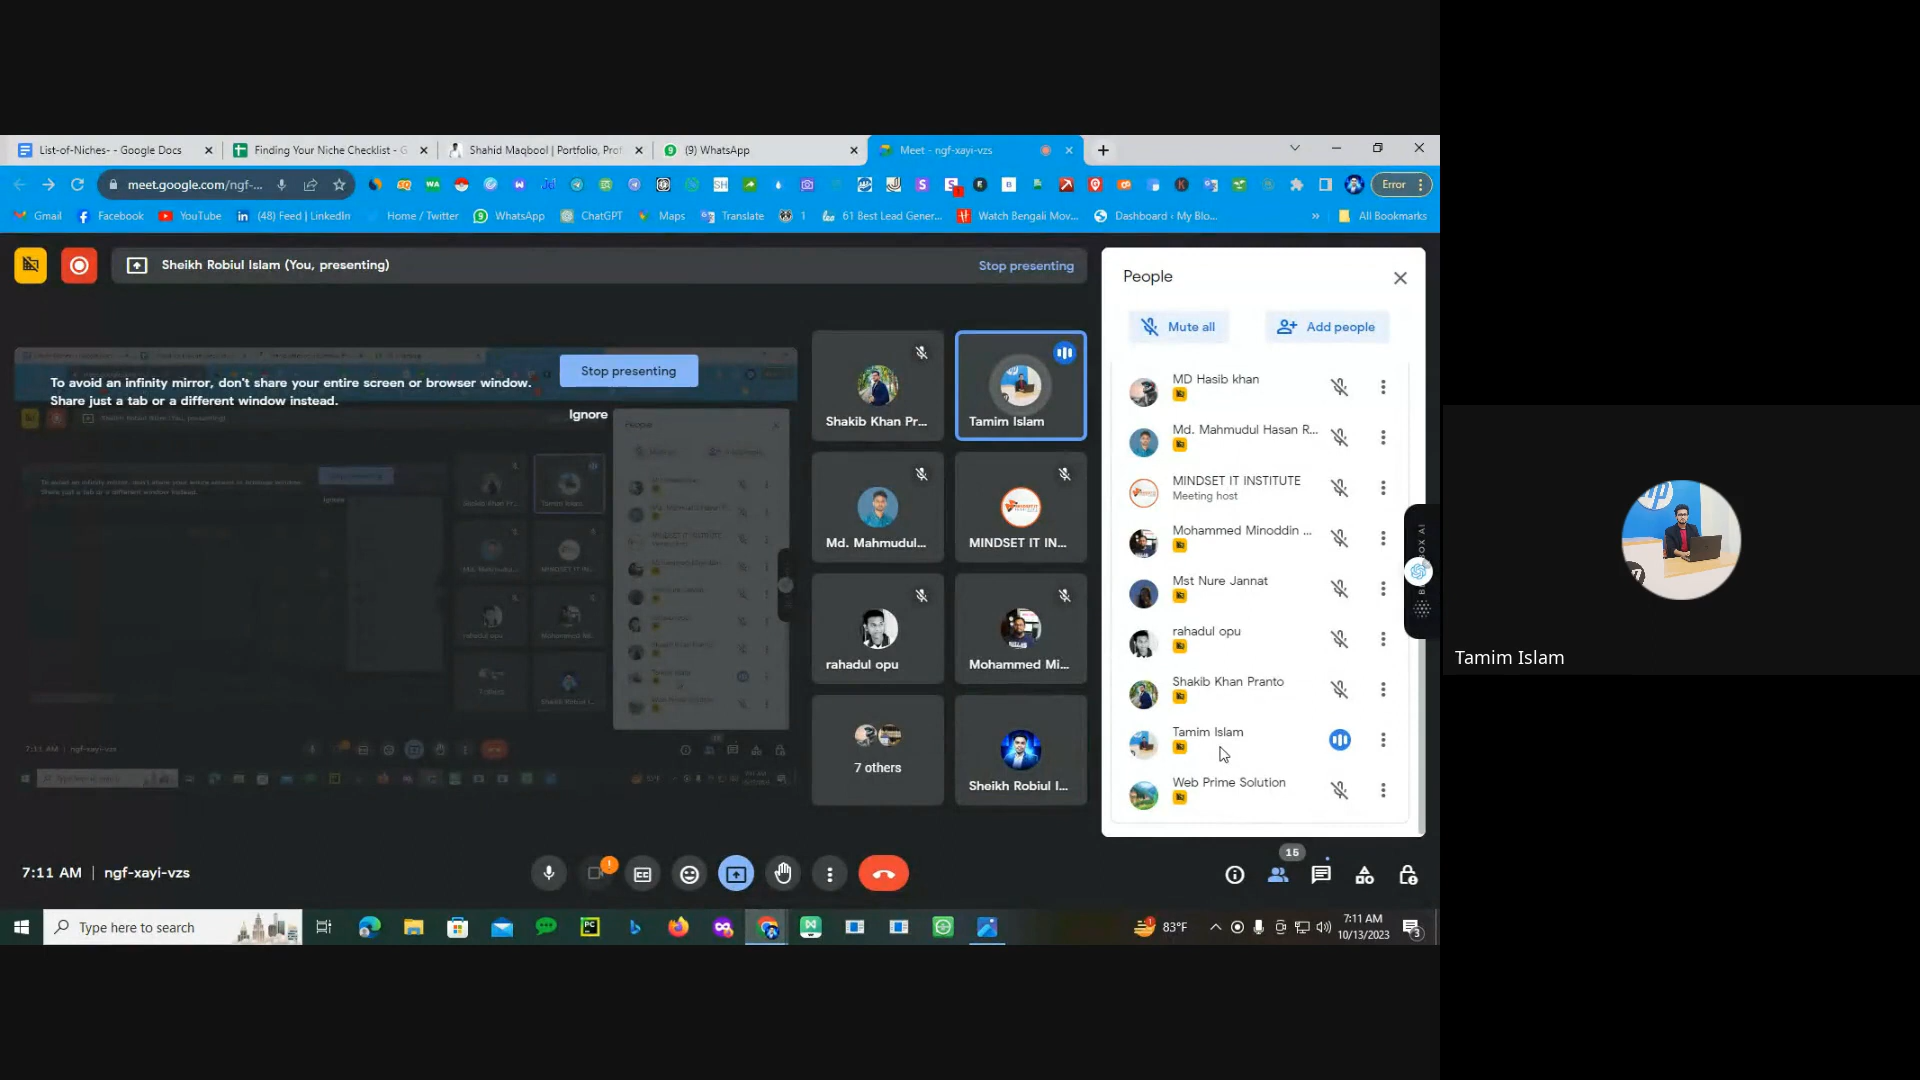 List-of-Niches- - Google Docs
Finding Your Niche Checklist - G
Shahid Maqbool | Portfolio, Prof
(9) WhatsApp
Meet - ngf-xayi-vzs
meet.google.com/ngf-...
Error
Gmail
Facebook
YouTube
(48) Feed | LinkedIn
Home / Twitter
WhatsApp
ChatGPT
Maps
Translate
1
61 Best Lead Gener...
Watch Bengali Mov...
Dashboard ‹ My Blo...
All Bookmarks
Sheikh Robiul Islam (You, presenting)
Stop presenting
To avoid an infinity mirror, don't share your entire screen or browser window.
Share just a tab or a different window instead.
Stop presenting
Ignore
Shakib Khan Pr...
Tamim Islam
Md. Mahmudul...
MINDSET IT IN...
rahadul opu
Mohammed Mi...
7 others
Sheikh Robiul I...
People
Mute all
Add people
MD Hasib khan
Md. Mahmudul Hasan R...
MINDSET IT INSTITUTE
Meeting host
Mohammed Minoddin ...
Mst Nure Jannat
rahadul opu
Shakib Khan Pranto
Tamim Islam
Web Prime Solution
Tamim Islam
7:11 AM | ngf-xayi-vzs
15
Type here to search
83°F
7:11 AM
10/13/2023
3